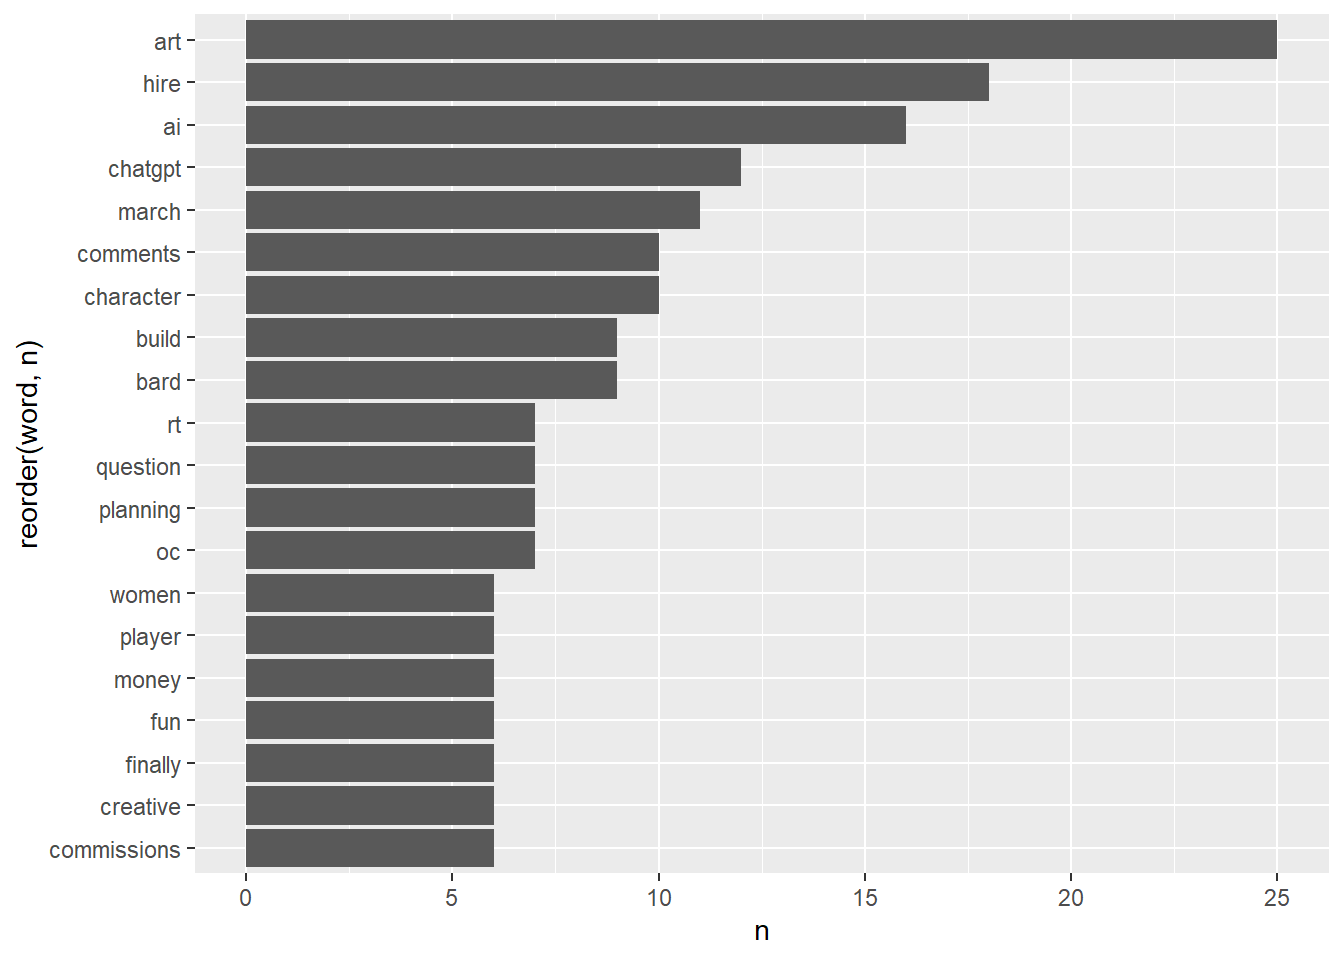 art
hire
ai
chatgpt
march
comments
character
build
bard
rt
question
planning
oc
women
player
money
fun
finally
creative
commissions
reorder(word, n)
0 5 10 15 20 25
n